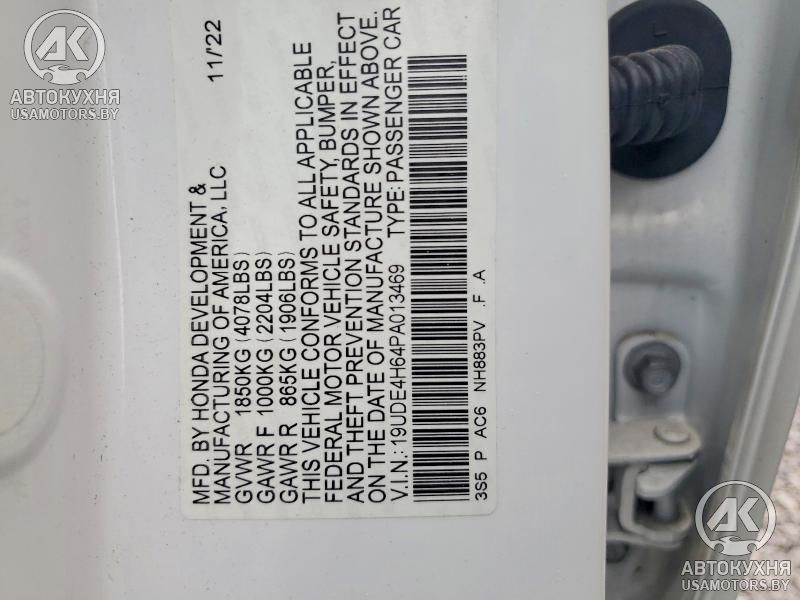 MFD. BY HONDA DEVELOPMENT & 11/22
MANUFACTURING OF AMERICA, LLC
GVWR 1850KG (4078LBS)
GAWR F 1000KG (2204LBS)
GAWR R 865KG (1906LBS)
THIS VEHICLE CONFORMS TO ALL APPLICABLE
FEDERAL MOTOR VEHICLE SAFETY, BUMPER,
AND THEFT PREVENTION STANDARDS IN EFFECT
ON THE DATE OF MANUFACTURE SHOWN ABOVE.
V.I.N.: 19UDE4H64PA013469 TYPE: PASSENGER CAR
3S5 P AC6 NH883PV .F .A
АК
АВТОКУХНЯ
USAMOTORS.BY
АК
АВТОКУХНЯ
USAMOTORS.BY